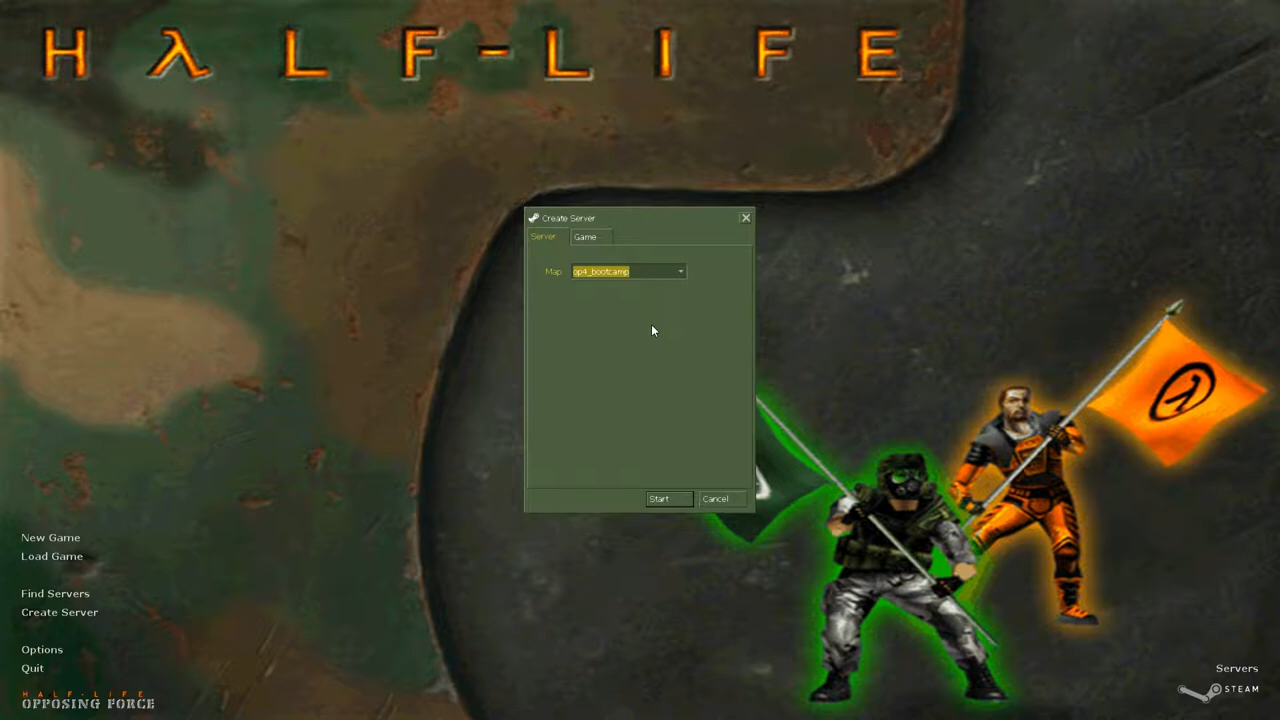 HλLF-LIFE
Create Server
Server
Game
Map
op4_bootcamp
Start
Cancel
New Game
Load Game
Find Servers
Create Server
Options
Quit
HALF-LIFE
OPPOSING FORCE
Servers
STEAM